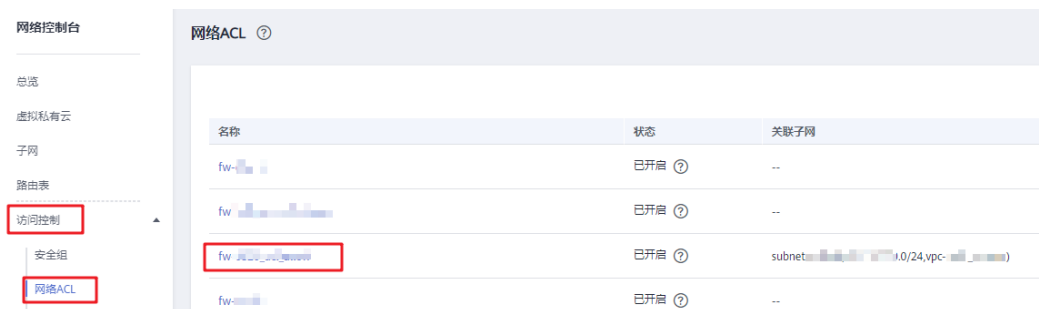 网络控制台
总览
虚拟私有云
子网
路由表
访问控制
安全组
网络ACL
网络ACL ?
名称 状态 关联子网
fw- 已开启 ? --
fw 已开启 ? --
fw 已开启 ? subnet .0/24,vpc- )
fw- 已开启 ? --